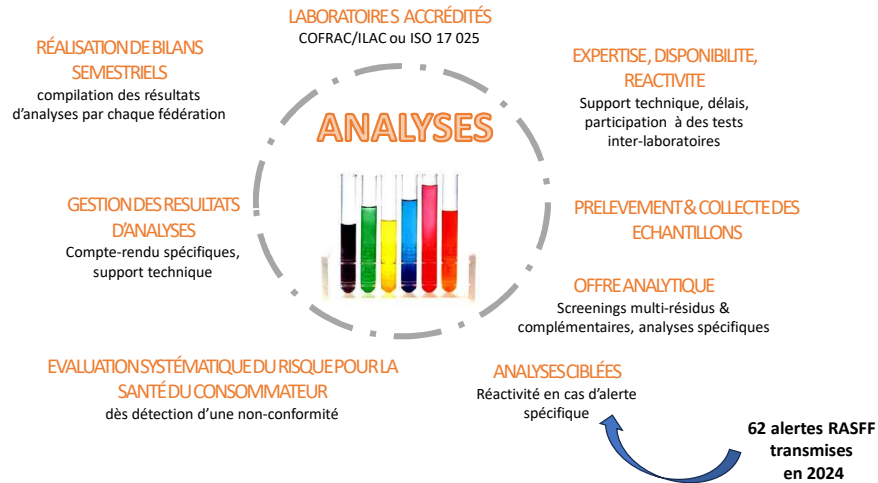 LABORATOIRES ACCRÉDITÉS
COFRAC/ILAC ou ISO 17 025
EXPERTISE, DISPONIBILITE,
REACTIVITE
Support technique, délais,
participation à des tests
inter-laboratoires
PRELEVEMENT & COLLECTE DES
ECHANTILLONS
OFFRE ANALYTIQUE
Screenings multi-résidus &
complémentaires, analyses spécifiques
ANALYSES CIBLÉES
Réactivité en cas d'alerte
spécifique
62 alertes RASFF
transmises
en 2024
EVALUATION SYSTÉMATIQUE DU RISQUE POUR LA
SANTÉ DU CONSOMMATEUR
dès détection d'une non-conformité
GESTION DES RESULTATS
D'ANALYSES
Compte-rendu spécifiques,
support technique
RÉALISATION DE BILANS
SEMESTRIELS
compilation des résultats
d'analyses par chaque fédération
ANALYSES